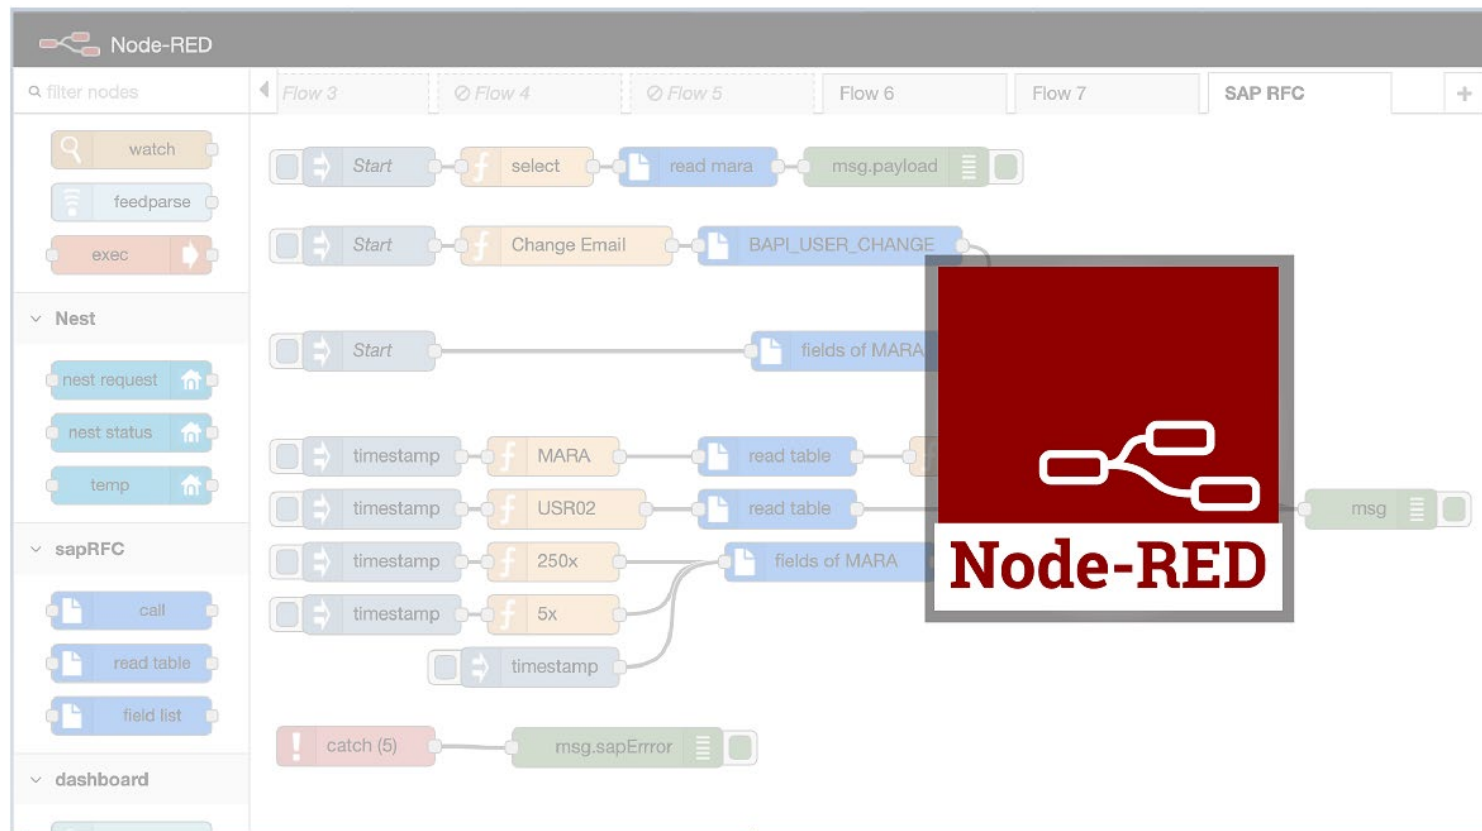 Node-RED
filter nodes
Flow 3
Flow 4
Flow 5
Flow 6
Flow 7
SAP RFC
watch
feedparse
exec
Nest
nest request
nest status
temp
sapRFC
call
read table
field list
dashboard
Start
select
read mara
msg.payload
Start
Change Email
BAPI_USER_CHANGE
Start
fields of MARA
timestamp
MARA
read table
timestamp
USR02
read table
msg
timestamp
250x
fields of MARA
timestamp
5x
timestamp
catch (5)
msg.sapErrror
Node-RED